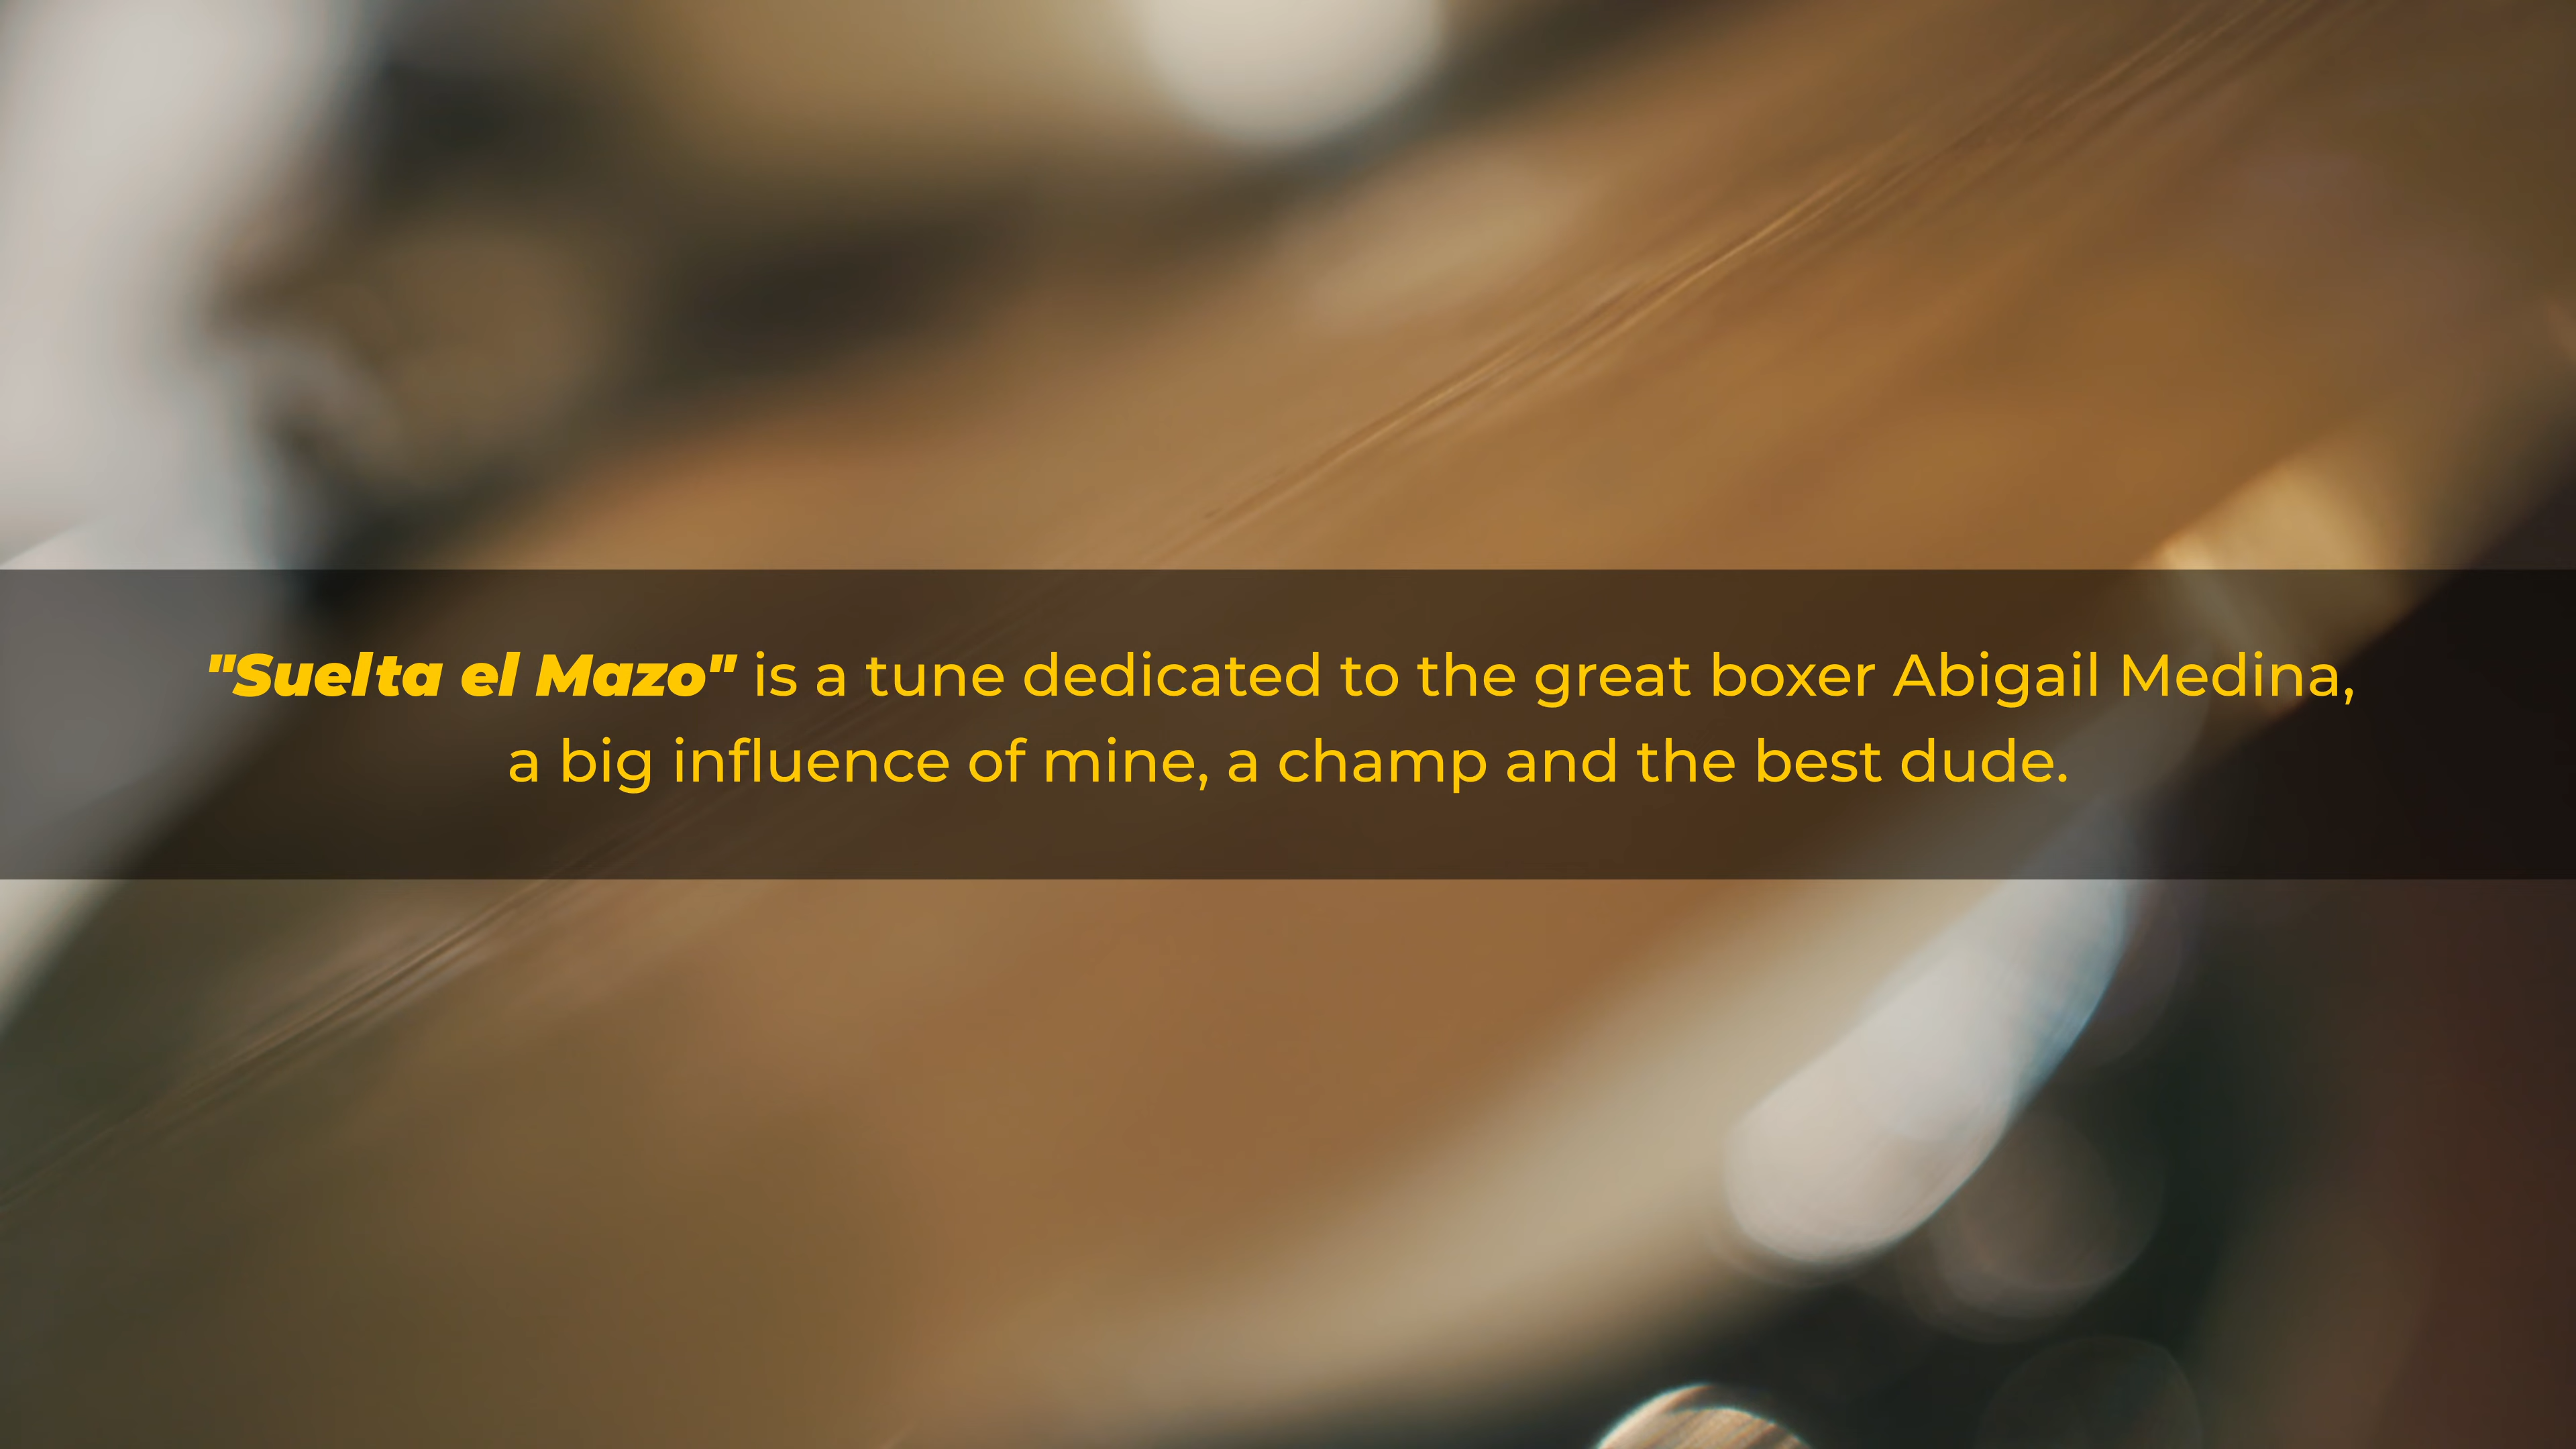 "Suelta el Mazo" is a tune dedicated to the great boxer Abigail Medina,
a big influence of mine, a champ and the best dude.